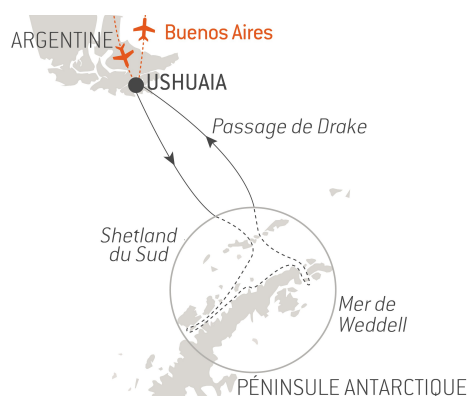 Buenos Aires
ARGENTINE
USHUAIA
Passage de Drake
Shetland
du Sud
Mer de
Weddell
PÉNINSULE ANTARCTIQUE